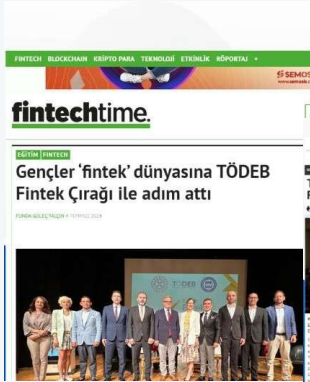 FINTECH BLOCKCHAIN KRİPTO PARA TEKNOLOJİ ETKİNLİK RÖPORTAJ +
SEMOS
fintechtime.
EĞİTİM FINTECH
Gençler ‘fintek’ dünyasına TÖDEB
Fintek Çırağı ile adım attı
TÖDEB